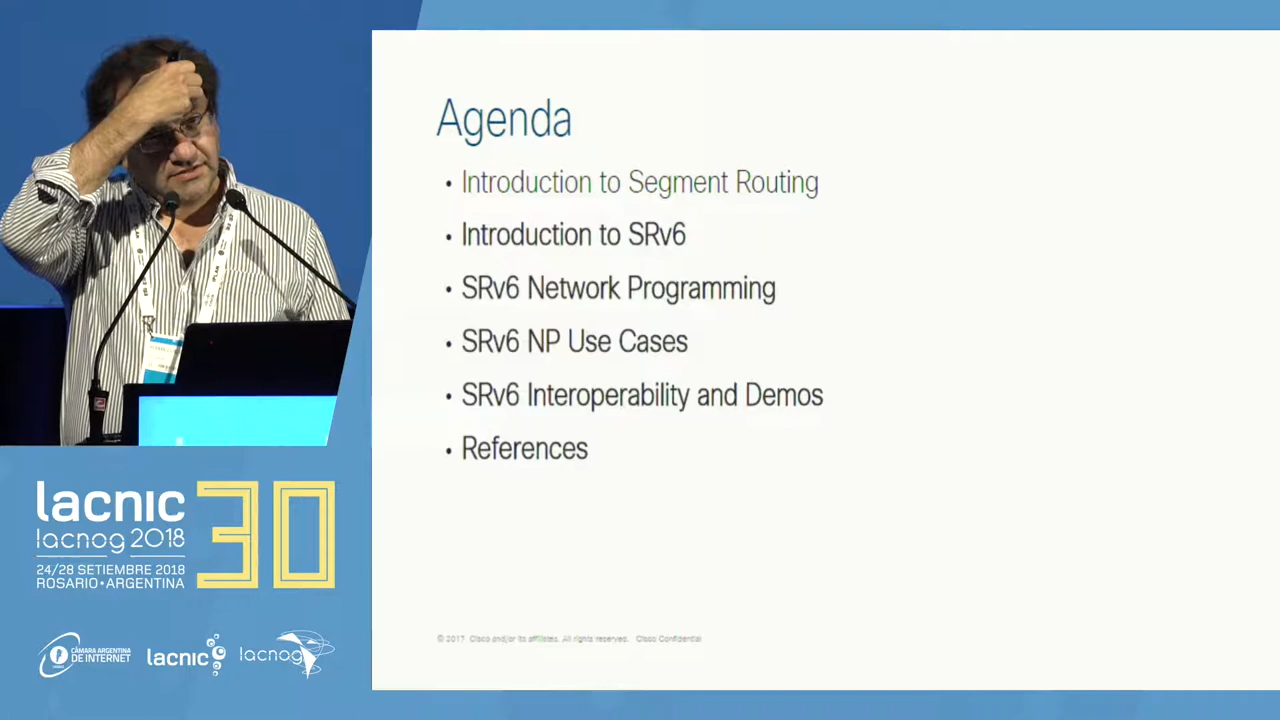 Agenda
• Introduction to Segment Routing
• Introduction to SRv6
• SRv6 Network Programming
• SRv6 NP Use Cases
• SRv6 Interoperability and Demos
• References
© 2017 Cisco and/or its affiliates. All rights reserved. Cisco Confidential
lacnic 30
lacnog 2018
24/28 SETIEMBRE 2018
ROSARIO•ARGENTINA
CÁMARA ARGENTINA
DE INTERNET
lacnic
lacnog